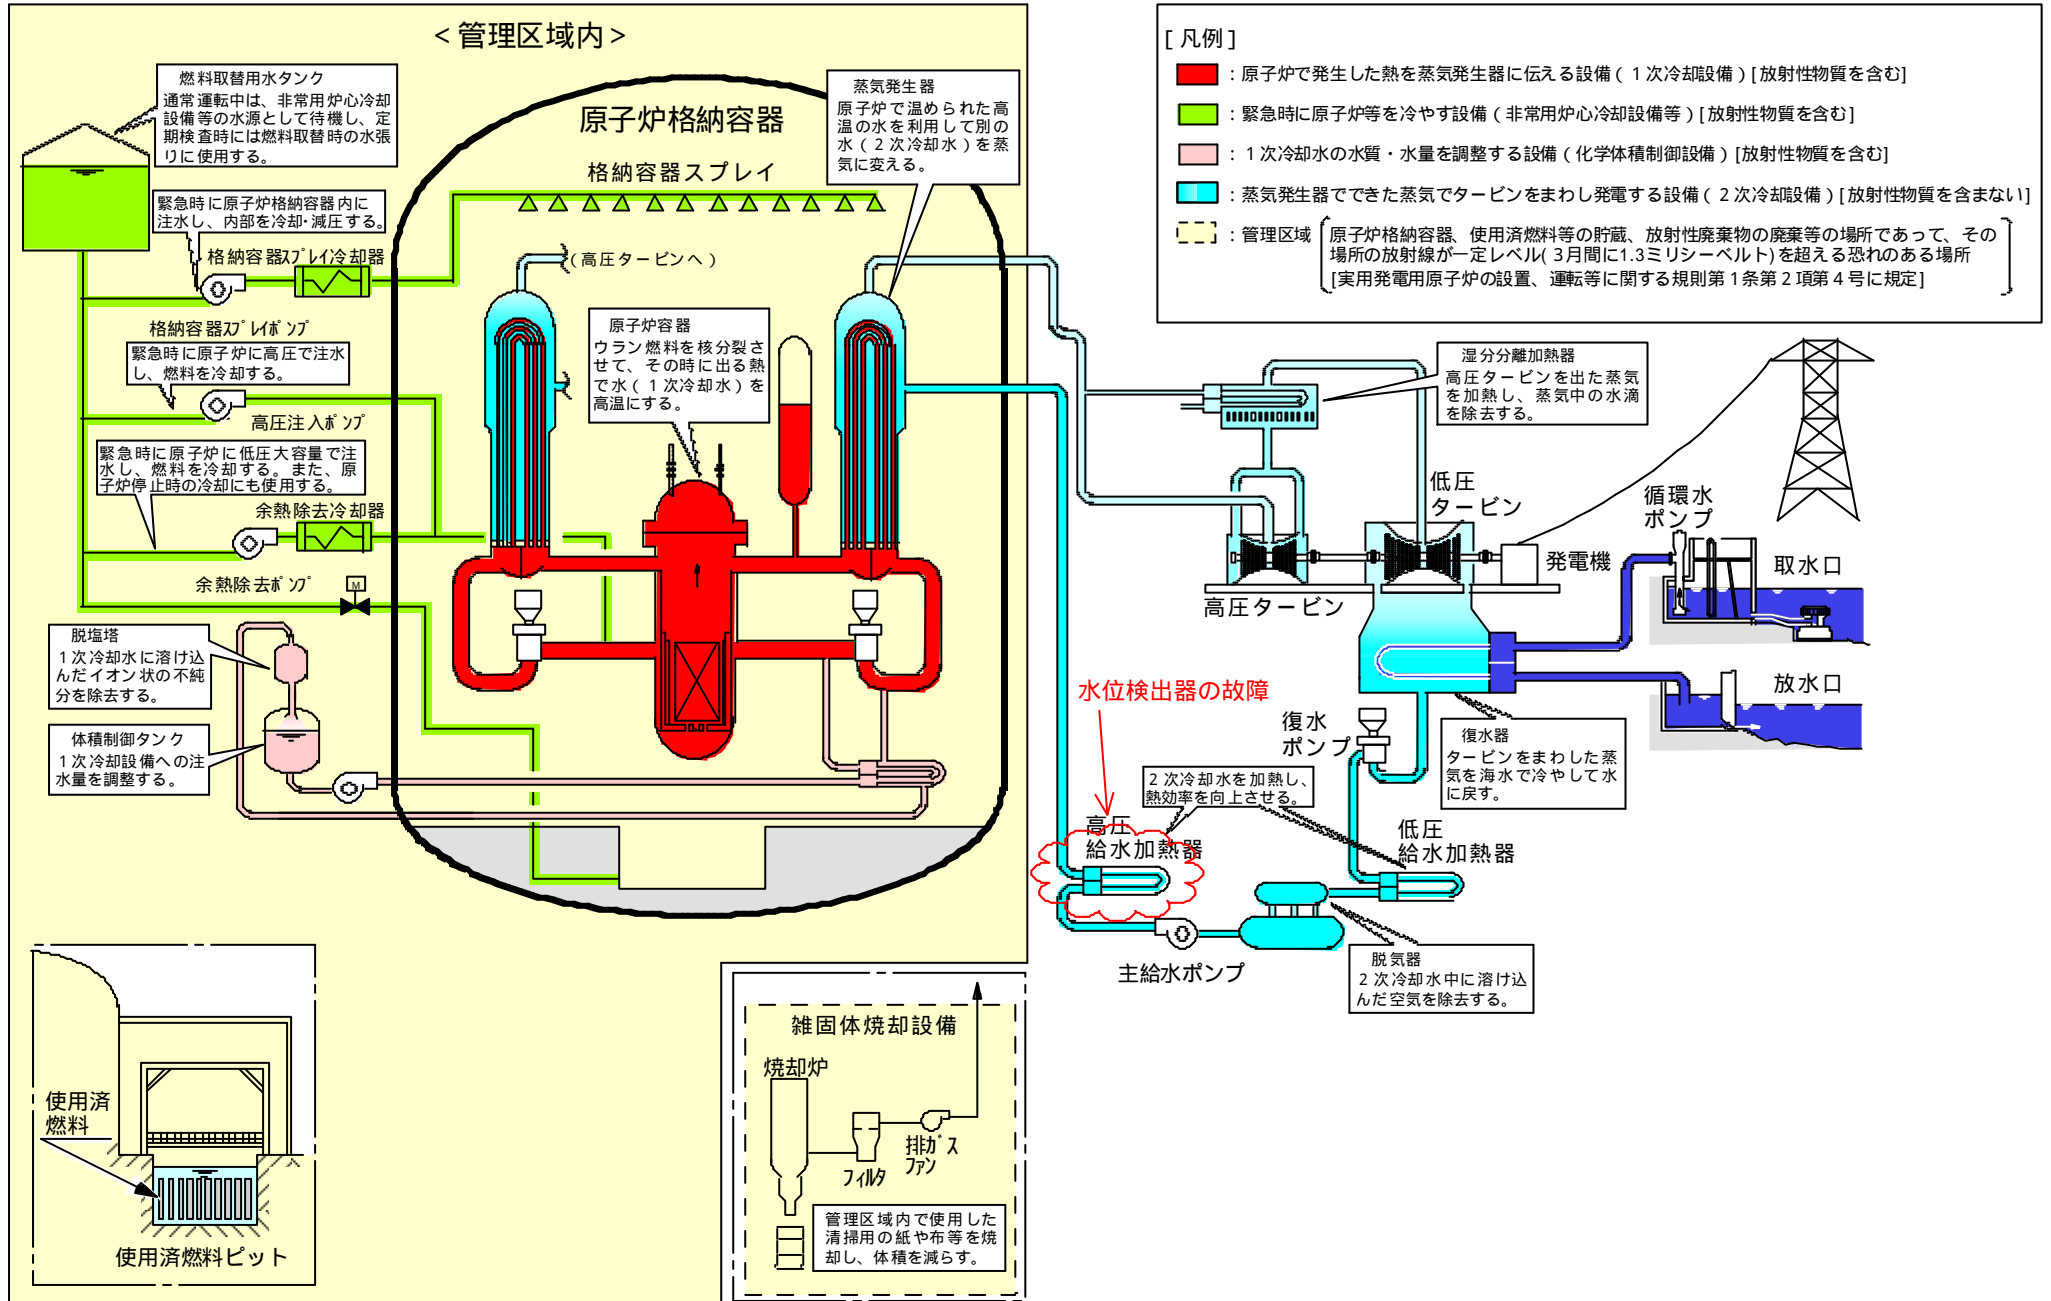 ＜管理区域内＞
燃料取替用水タンク
通常運転中は、非常用炉心冷却
設備等の水源として待機し、定
期検査時には燃料取替時の水張
りに使用する。
緊急時に原子炉格納容器内に
注水し、内部を冷却･減圧する。
格納容器ｽﾌﾟﾚｲ冷却器
格納容器ｽﾌﾟﾚｲﾎﾟﾝﾌﾟ
緊急時に原子炉に高圧で注水
し、燃料を冷却する。
高圧注入ﾎﾟﾝﾌﾟ
緊急時に原子炉に低圧大容量で注
水し、燃料を冷却する。また、原
子炉停止時の冷却にも使用する。
余熱除去冷却器
余熱除去ﾎﾟﾝﾌﾟ
M
脱塩塔
１次冷却水に溶け込
んだイオン状の不純
分を除去する。
体積制御タンク
１次冷却設備への注
水量を調整する。
原子炉格納容器
格納容器スプレイ
蒸気発生器
原子炉で温められた高
温の水を利用して別の
水（２次冷却水）を蒸
気に変える。
（高圧タービンへ）
原子炉容器
ウラン燃料を核分裂さ
せて、その時に出る熱
で水（１次冷却水）を
高温にする。
[凡例]
：原子炉で発生した熱を蒸気発生器に伝える設備（１次冷却設備）[放射性物質を含む]
：緊急時に原子炉等を冷やす設備（非常用炉心冷却設備等）[放射性物質を含む]
：１次冷却水の水質・水量を調整する設備（化学体積制御設備）[放射性物質を含む]
：蒸気発生器でできた蒸気でタービンをまわし発電する設備（２次冷却設備）[放射性物質を含まない]
：管理区域
原子炉格納容器、使用済燃料等の貯蔵、放射性廃棄物の廃棄等の場所であって、その
場所の放射線が一定レベル(３月間に1.3ミリシーベルト)を超える恐れのある場所
[実用発電用原子炉の設置、運転等に関する規則第１条第２項第４号に規定]
湿分分離加熱器
高圧タービンを出た蒸気
を加熱し、蒸気中の水滴
を除去する。
低圧
タービン
高圧タービン
発電機
循環水
ポンプ
取水口
放水口
復水
ポンプ
復水器
タービンをまわした蒸
気を海水で冷やして水
に戻す。
水位検出器の故障
２次冷却水を加熱し、
熱効率を向上させる。
高圧
給水加熱器
低圧
給水加熱器
主給水ポンプ
脱気器
２次冷却水中に溶け込
んだ空気を除去する。
使用済
燃料
使用済燃料ピット
雑固体焼却設備
焼却炉
ﾌｨﾙﾀ
排ｶﾞｽ
ﾌｧﾝ
管理区域内で使用した
清掃用の紙や布等を焼
却し、体積を減らす。